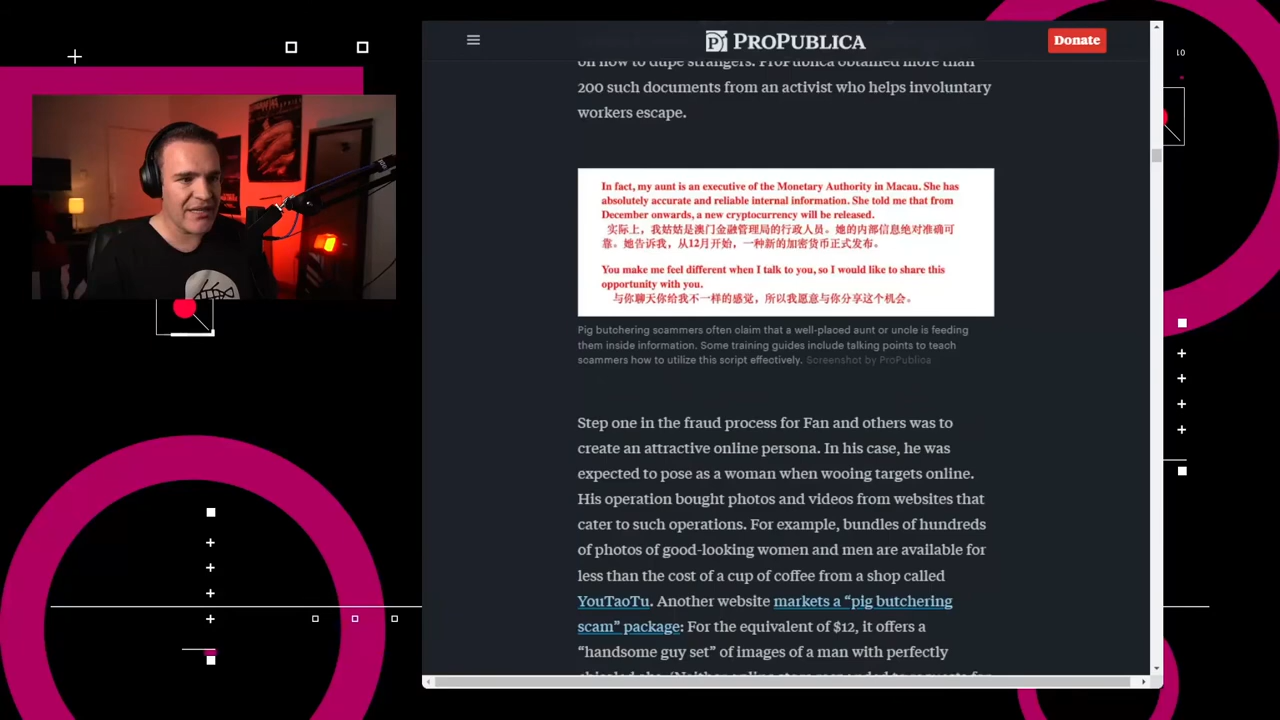 PROPUBLICA
Donate
10
on how to dupe strangers. ProPublica obtained more than
200 such documents from an activist who helps involuntary
workers escape.
In fact, my aunt is an executive of the Monetary Authority in Macau. She has
absolutely accurate and reliable internal information. She told me that from
December onwards, a new cryptocurrency will be released.
实际上，我姑姑是澳门金融管理局的行政人员。她的内部信息绝对准确可
靠。她告诉我，从12月开始，一种新的加密货币正式发布。
You make me feel different when I talk to you, so I would like to share this
opportunity with you.
与你聊天你给我不一样的感觉，所以我愿意与你分享这个机会。
Pig butchering scammers often claim that a well-placed aunt or uncle is feeding
them inside information. Some training guides include talking points to teach
scammers how to utilize this script effectively. Screenshot by ProPublica
Step one in the fraud process for Fan and others was to
create an attractive online persona. In his case, he was
expected to pose as a woman when wooing targets online.
His operation bought photos and videos from websites that
cater to such operations. For example, bundles of hundreds
of photos of good-looking women and men are available for
less than the cost of a cup of coffee from a shop called
YouTaoTu. Another website markets a “pig butchering
scam” package: For the equivalent of $12, it offers a
“handsome guy set” of images of a man with perfectly